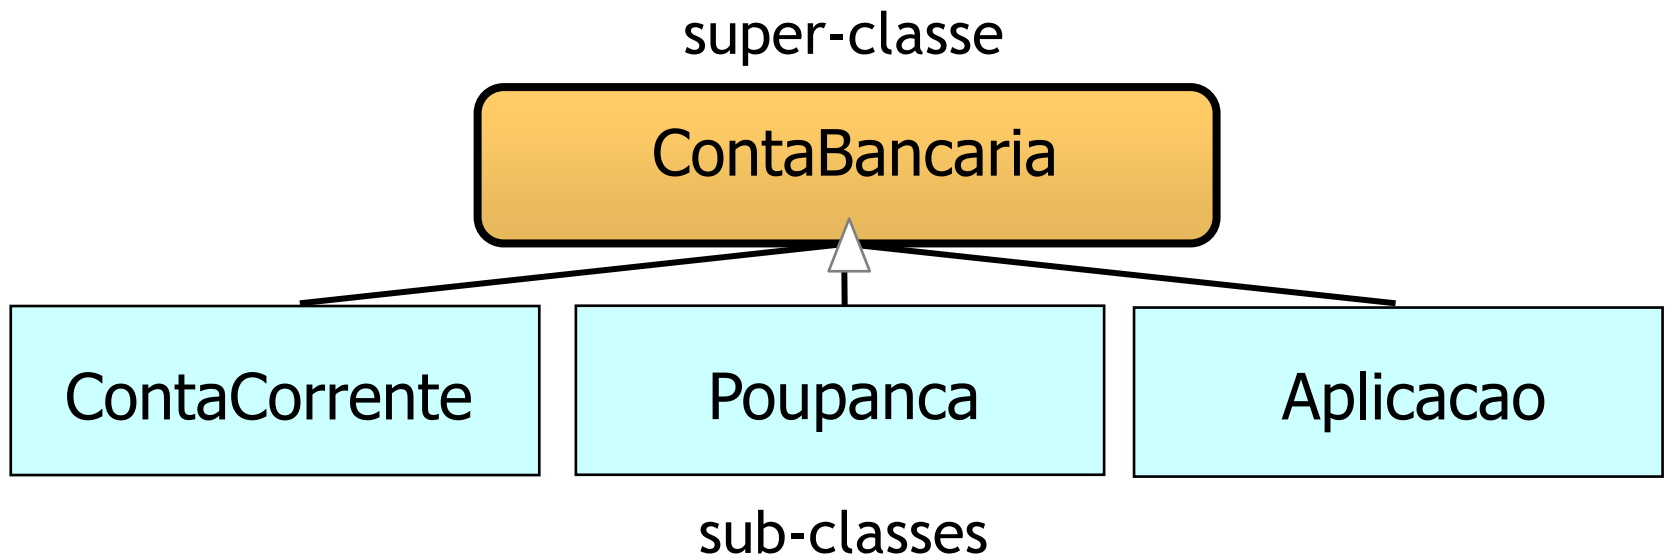 super-classe
ContaBancaria
ContaCorrente
Poupanca
Aplicacao
sub-classes